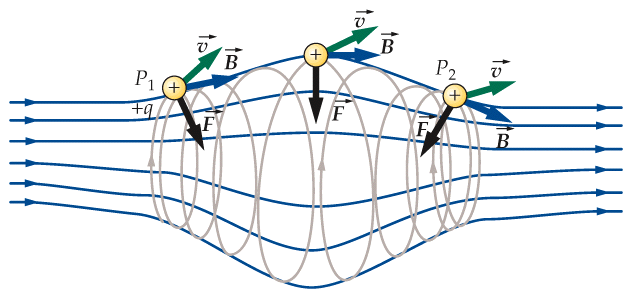 v⃗
B⃗
P₁
+q
F⃗
v⃗
B⃗
+
F⃗
P₂
v⃗
B⃗
+
F⃗
+